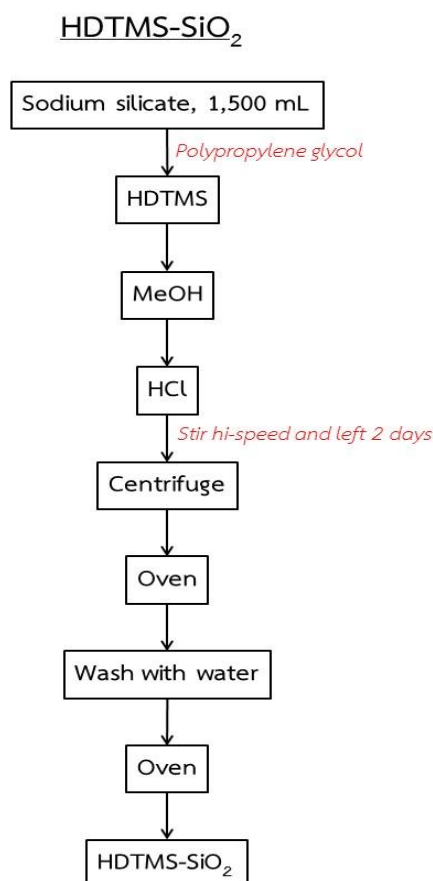 HDTMS-SiO₂
Sodium silicate, 1,500 mL
Polypropylene glycol
HDTMS
MeOH
HCl
Stir hi-speed and left 2 days
Centrifuge
Oven
Wash with water
Oven
HDTMS-SiO₂